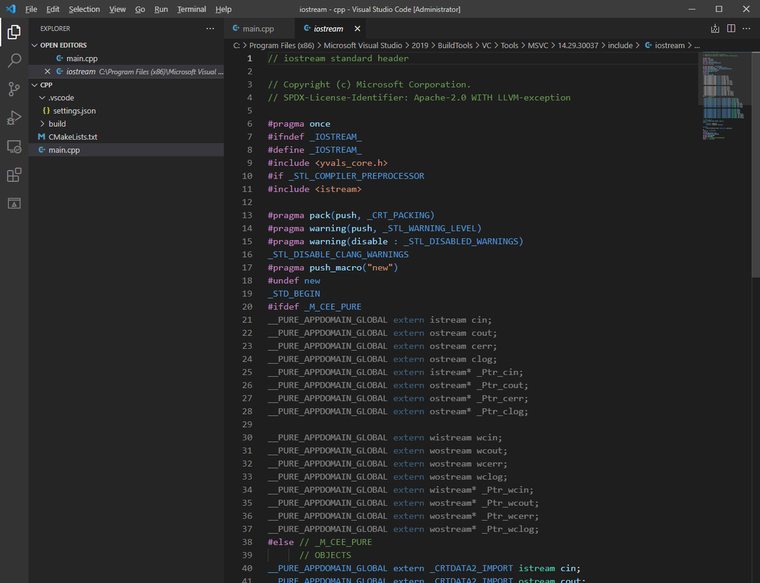 File Edit Selection View Go Run Terminal Help iostream - cpp - Visual Studio Code [Administrator]
EXPLORER ...
OPEN EDITORS
main.cpp
iostream C:\Program Files (x86)\Microsoft Visual ...
CPP
.vscode
{} settings.json
build
CMakeLists.txt
main.cpp
main.cpp iostream
C: > Program Files (x86) > Microsoft Visual Studio > 2019 > BuildTools > VC > Tools > MSVC > 14.29.30037 > include > iostream > ...
1 // iostream standard header
2
3 // Copyright (c) Microsoft Corporation.
4 // SPDX-License-Identifier: Apache-2.0 WITH LLVM-exception
5
6 #pragma once
7 #ifndef _IOSTREAM_
8 #define _IOSTREAM_
9 #include <yvals_core.h>
10 #if _STL_COMPILER_PREPROCESSOR
11 #include <istream>
12
13 #pragma pack(push, _CRT_PACKING)
14 #pragma warning(push, _STL_WARNING_LEVEL)
15 #pragma warning(disable : _STL_DISABLED_WARNINGS)
16 _STL_DISABLE_CLANG_WARNINGS
17 #pragma push_macro("new")
18 #undef new
19 _STD_BEGIN
20 #ifdef _M_CEE_PURE
21 __PURE_APPDOMAIN_GLOBAL extern istream cin;
22 __PURE_APPDOMAIN_GLOBAL extern ostream cout;
23 __PURE_APPDOMAIN_GLOBAL extern ostream cerr;
24 __PURE_APPDOMAIN_GLOBAL extern ostream clog;
25 __PURE_APPDOMAIN_GLOBAL extern istream* _Ptr_cin;
26 __PURE_APPDOMAIN_GLOBAL extern ostream* _Ptr_cout;
27 __PURE_APPDOMAIN_GLOBAL extern ostream* _Ptr_cerr;
28 __PURE_APPDOMAIN_GLOBAL extern ostream* _Ptr_clog;
29
30 __PURE_APPDOMAIN_GLOBAL extern wistream wcin;
31 __PURE_APPDOMAIN_GLOBAL extern wostream wcout;
32 __PURE_APPDOMAIN_GLOBAL extern wostream wcerr;
33 __PURE_APPDOMAIN_GLOBAL extern wostream wclog;
34 __PURE_APPDOMAIN_GLOBAL extern wistream* _Ptr_wcin;
35 __PURE_APPDOMAIN_GLOBAL extern wostream* _Ptr_wcout;
36 __PURE_APPDOMAIN_GLOBAL extern wostream* _Ptr_wcerr;
37 __PURE_APPDOMAIN_GLOBAL extern wostream* _Ptr_wclog;
38 #else // _M_CEE_PURE
39 // OBJECTS
40 __PURE_APPDOMAIN_GLOBAL extern _CRTDATA2_IMPORT istream cin;
41 __PURE_APPDOMAIN_GLOBAL extern _CRTDATA2_IMPORT ostream cout;